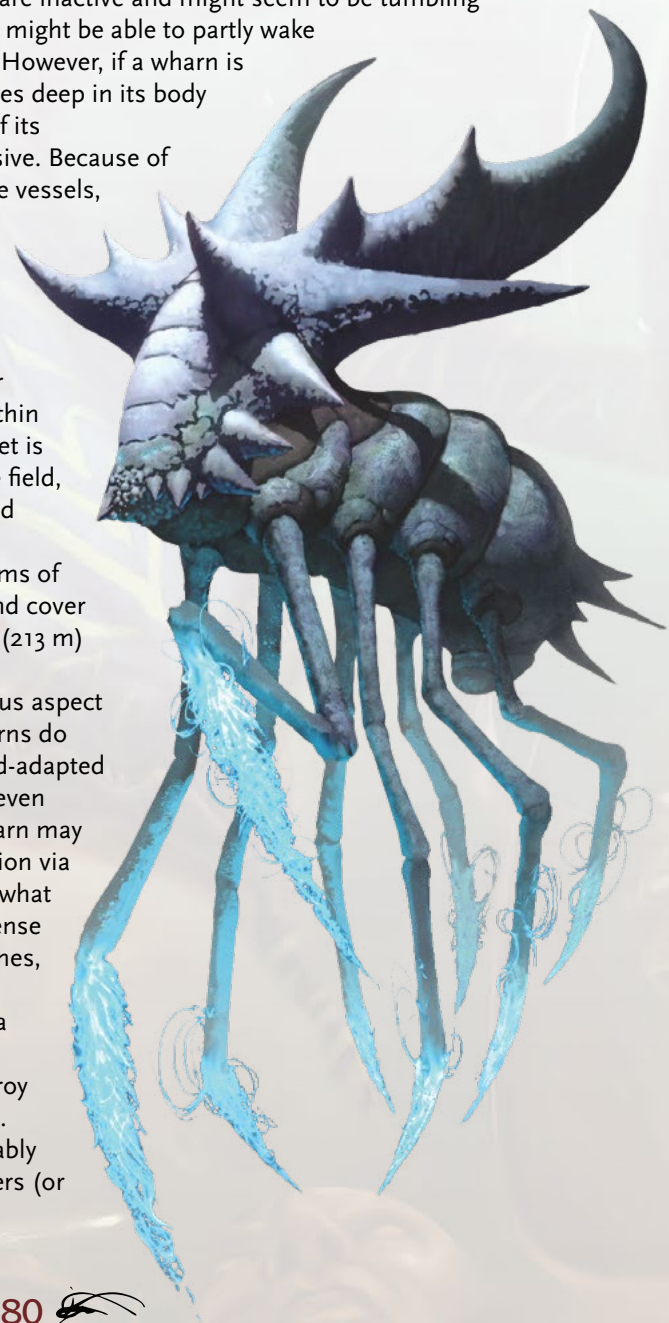 are inactive and might seem to be tumbling
might be able to partly wake
However, if a wharn is
es deep in its body
f its
sive. Because of
e vessels,
r
thin
et is
e field,
d
ms of
nd cover
(213 m)
us aspect
rns do
d-adapted
even
arn may
ion via
what
ense
nes,
a
roy
.
ably
ers (or
80